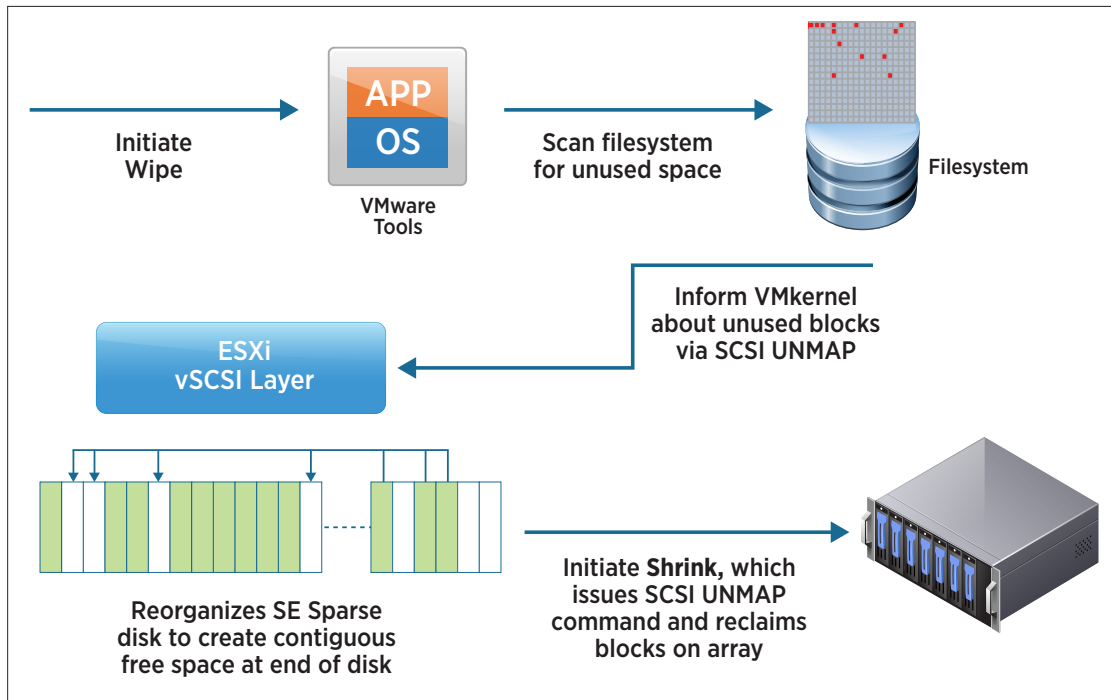 APP
OS
Initiate
Wipe
VMware
Tools
Scan filesystem
for unused space
Filesystem
Inform VMkernel
about unused blocks
via SCSI UNMAP
ESXi
vSCSI Layer
Reorganizes SE Sparse
disk to create contiguous
free space at end of disk
Initiate Shrink, which
issues SCSI UNMAP
command and reclaims
blocks on array